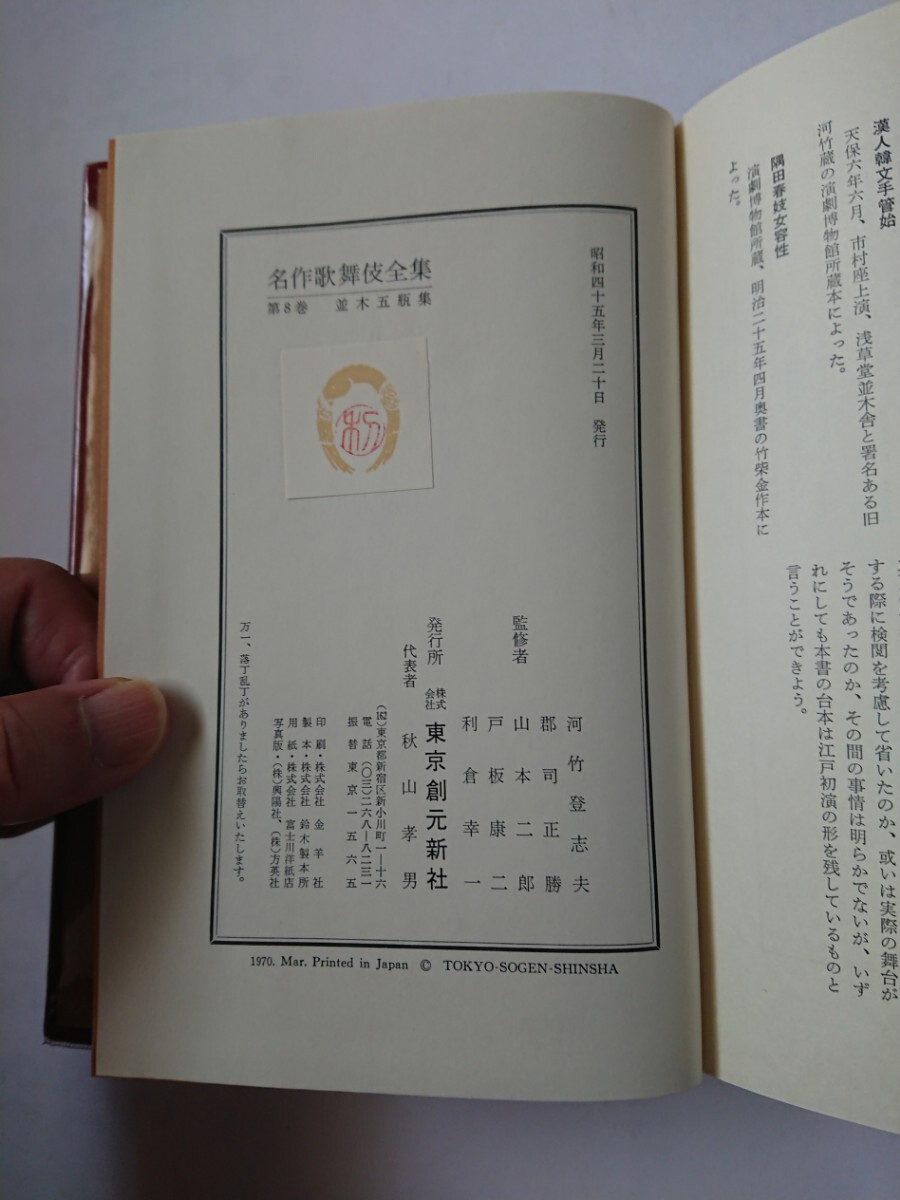 漢人韓文手管始
天保六年六月、市村座上演、浅草堂並木舎と署名ある旧
河竹蔵の演劇博物館所蔵本によった。
隅田春妓女容性
演劇博物館所蔵、明治二十五年四月奥書の竹柴金作本に
よった。
する際に検閲を考慮して省いたのか、或いは実際の舞台が
そうであったのか、その間の事情は明らかでないが、いず
れにしても本書の台本は江戸初演の形を残しているものと
言うことができよう。
昭和四十五年三月二十日 発行
名作歌舞伎全集
第8巻 並木五瓶集
監修者
河竹登志夫
郡司正勝
山本二郎
戸板康二
利倉幸一
発行所 株式会社 東京創元新社
代表者 秋山孝男
(162)東京都新宿区新小川町一―十六
電話(〇三)二六八―八二三一
振替東京一五六五
印刷・株式会社 金羊社
製本・株式会社 鈴木製本所
用紙・株式会社 富士川洋紙店
写真版・(株)興陽社、(株)方英社
万一、落丁乱丁がありましたらお取替えいたします。
1970. Mar. Printed in Japan © TOKYO-SOGEN-SHINSHA